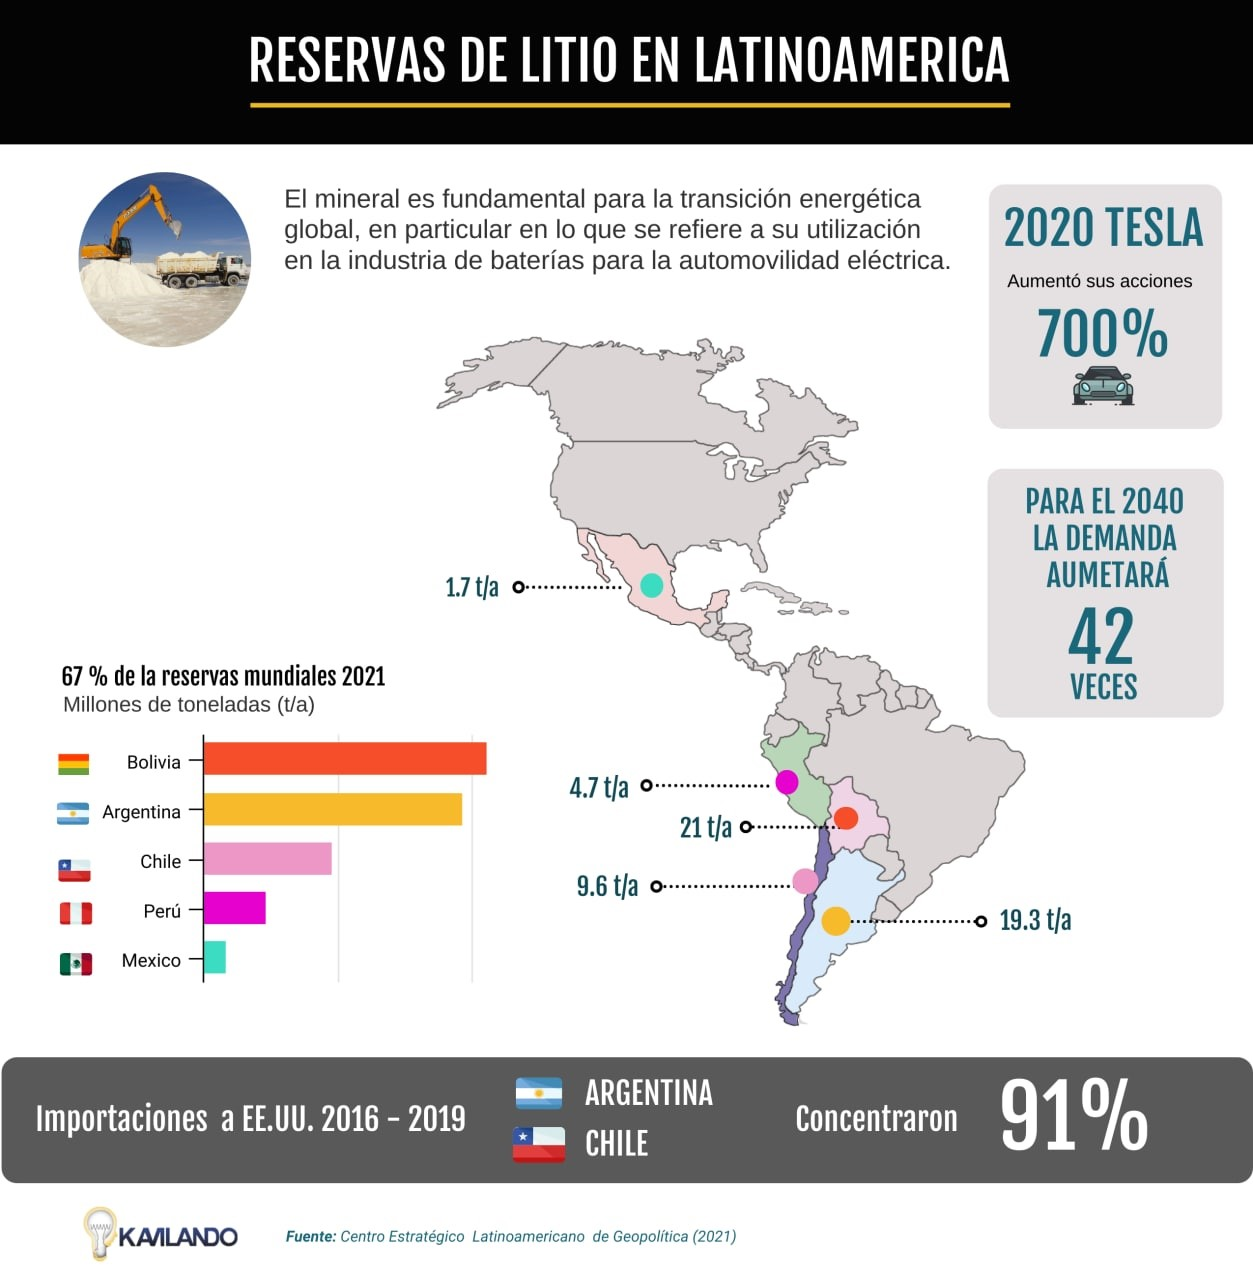 RESERVAS DE LITIO EN LATINOAMERICA
El mineral es fundamental para la transición energética
global, en particular en lo que se refiere a su utilización
en la industria de baterías para la automovilidad eléctrica.
2020 TESLA
Aumentó sus acciones
700%
PARA EL 2040
LA DEMANDA
AUMETARÁ
42
VECES
1.7 t/a
67 % de la reservas mundiales 2021
Millones de toneladas (t/a)
Bolivia
Argentina
Chile
Perú
Mexico
4.7 t/a
21 t/a
9.6 t/a
19.3 t/a
Importaciones a EE.UU. 2016 - 2019
ARGENTINA
CHILE
Concentraron
91%
KAVILANDO
Fuente: Centro Estratégico Latinoamericano de Geopolítica (2021)